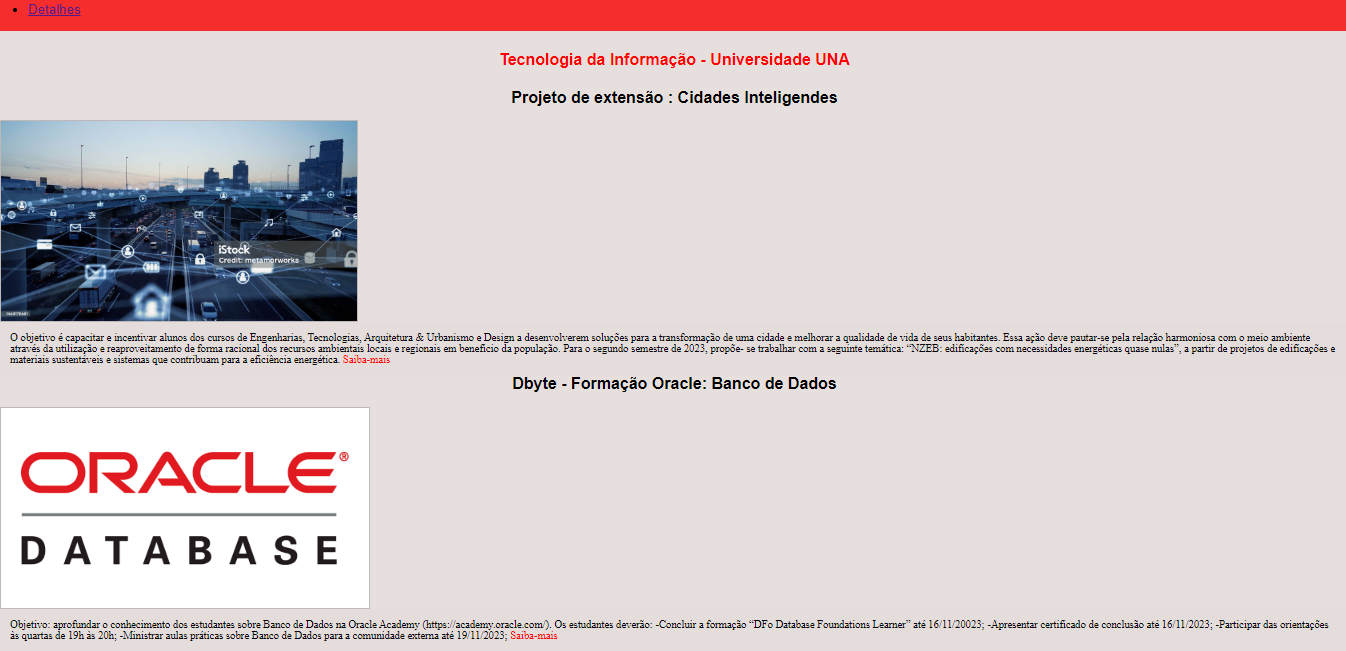 Detalhes
Tecnologia da Informação - Universidade UNA
Projeto de extensão : Cidades Inteligendes
iStock
Credit: metamorworks
O objetivo é capacitar e incentivar alunos dos cursos de Engenharias, Tecnologias, Arquitetura & Urbanismo e Design a desenvolverem soluções para a transformação de uma cidade e melhorar a qualidade de vida de seus habitantes. Essa ação deve pautar-se pela relação harmoniosa com o meio ambiente
através da utilização e reaproveitamento de forma racional dos recursos ambientais locais e regionais em benefício da população. Para o segundo semestre de 2023, propõe- se trabalhar com a seguinte temática: “NZEB: edificações com necessidades energéticas quase nulas”, a partir de projetos de edificações e
materiais sustentáveis e sistemas que contribuam para a eficiência energética. Saiba-mais
Dbyte - Formação Oracle: Banco de Dados
ORACLE®
DATABASE
Objetivo: aprofundar o conhecimento dos estudantes sobre Banco de Dados na Oracle Academy (https://academy.oracle.com/). Os estudantes deverão: -Concluir a formação “DFo Database Foundations Learner” até 16/11/20023; -Apresentar certificado de conclusão até 16/11/2023; -Participar das orientações
às quartas de 19h às 20h; -Ministrar aulas práticas sobre Banco de Dados para a comunidade externa até 19/11/2023; Saiba-mais